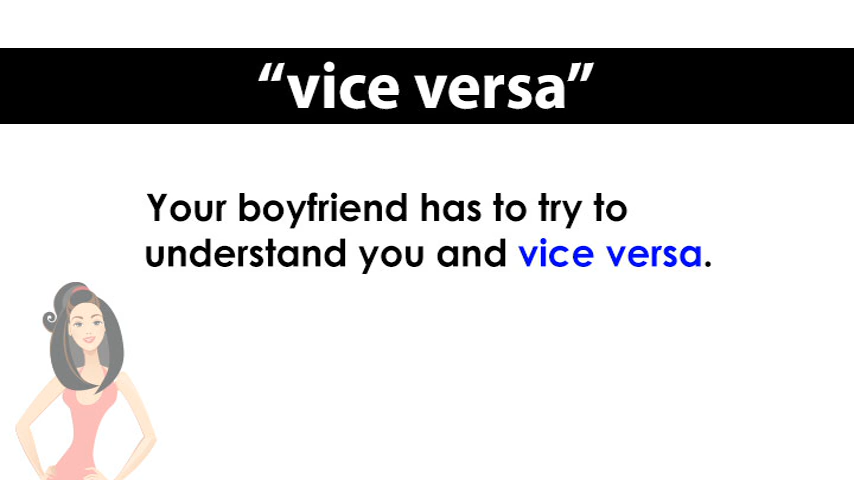 “vice versa”
Your boyfriend has to try to
understand you and vice versa.